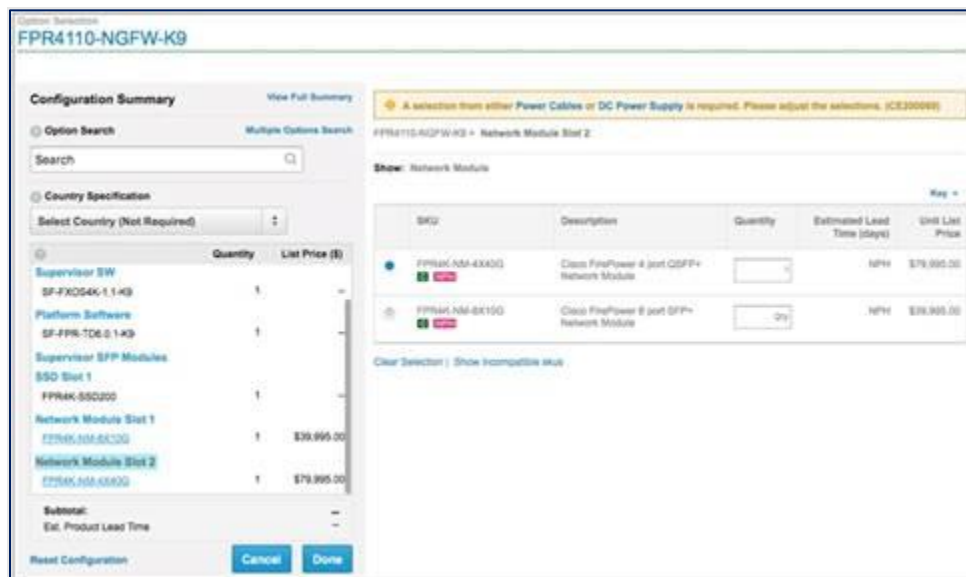 Option Selection
FPR4110-NGFW-K9
Configuration Summary
View Full Summary
Option Search
Multiple Options Search
Search
Country Specification
Select Country (Not Required)
Quantity
List Price ($)
Supervisor SW
SF-FXOS4K-1.1-K9
1
--
Platform Software
SF-FPR-TD6.0.1-K9
1
--
Supervisor SFP Modules
SSD Slot 1
FPR4K-SSD200
1
--
Network Module Slot 1
FPR4K-NM-8X10G
1
$39,995.00
Network Module Slot 2
FPR4K-NM-4X40G
1
$79,995.00
Subtotal:
--
Est. Product Lead Time
--
Reset Configuration
Cancel
Done
A selection from either Power Cables or DC Power Supply is required. Please adjust the selections. (CE200069)
FPR4110-NGFW-K9 > Network Module Slot 2
Show: Network Module
Key
SKU
Description
Quantity
Estimated Lead Time (days)
Unit List Price
FPR4K-NM-4X40G
C NPH
Cisco FirePower 4 port QSFP+ Network Module
1
NPH
$79,995.00
FPR4K-NM-8X10G
C NPH
Cisco FirePower 8 port SFP+ Network Module
Qty
NPH
$39,995.00
Clear Selection | Show incompatible skus